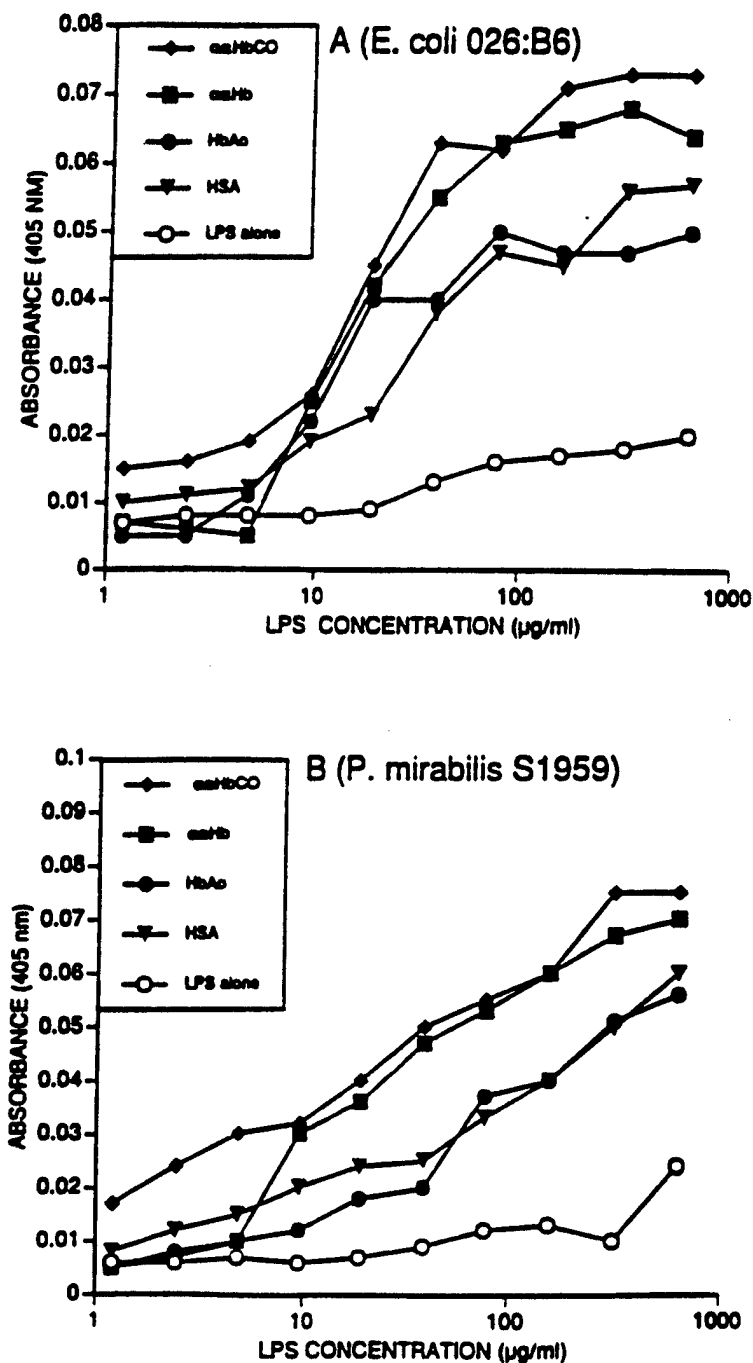 A (E. coli 026:B6)
0.08
0.07
0.06
0.05
0.04
0.03
0.02
0.01
0
ααHbCO
ααHb
HbAo
HSA
LPS alone
ABSORBANCE (405 NM)
1
10
100
1000
LPS CONCENTRATION (µg/ml)
B (P. mirabilis S1959)
0.1
0.09
0.08
0.07
0.06
0.05
0.04
0.03
0.02
0.01
0
ααHbCO
ααHb
HbAo
HSA
LPS alone
ABSORBANCE (405 nm)
1
10
100
1000
LPS CONCENTRATION (µg/ml)